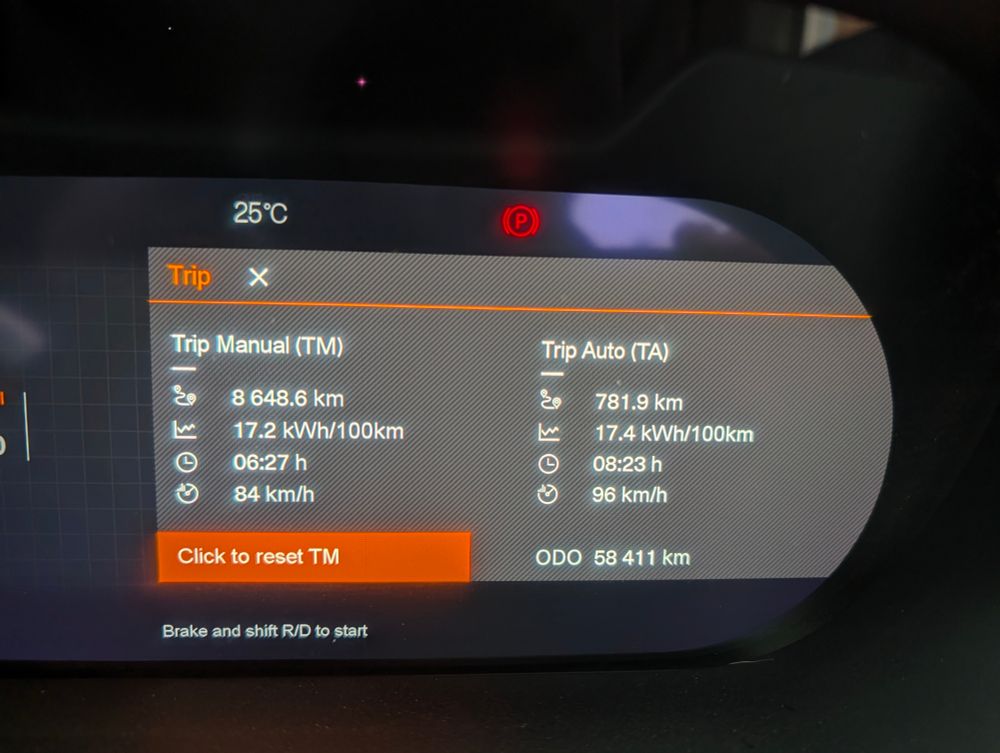 25°C
P
Trip
Trip Manual (TM)
8 648.6 km
17.2 kWh/100km
06:27 h
84 km/h
Click to reset TM
Trip Auto (TA)
781.9 km
17.4 kWh/100km
08:23 h
96 km/h
ODO 58 411 km
Brake and shift R/D to start